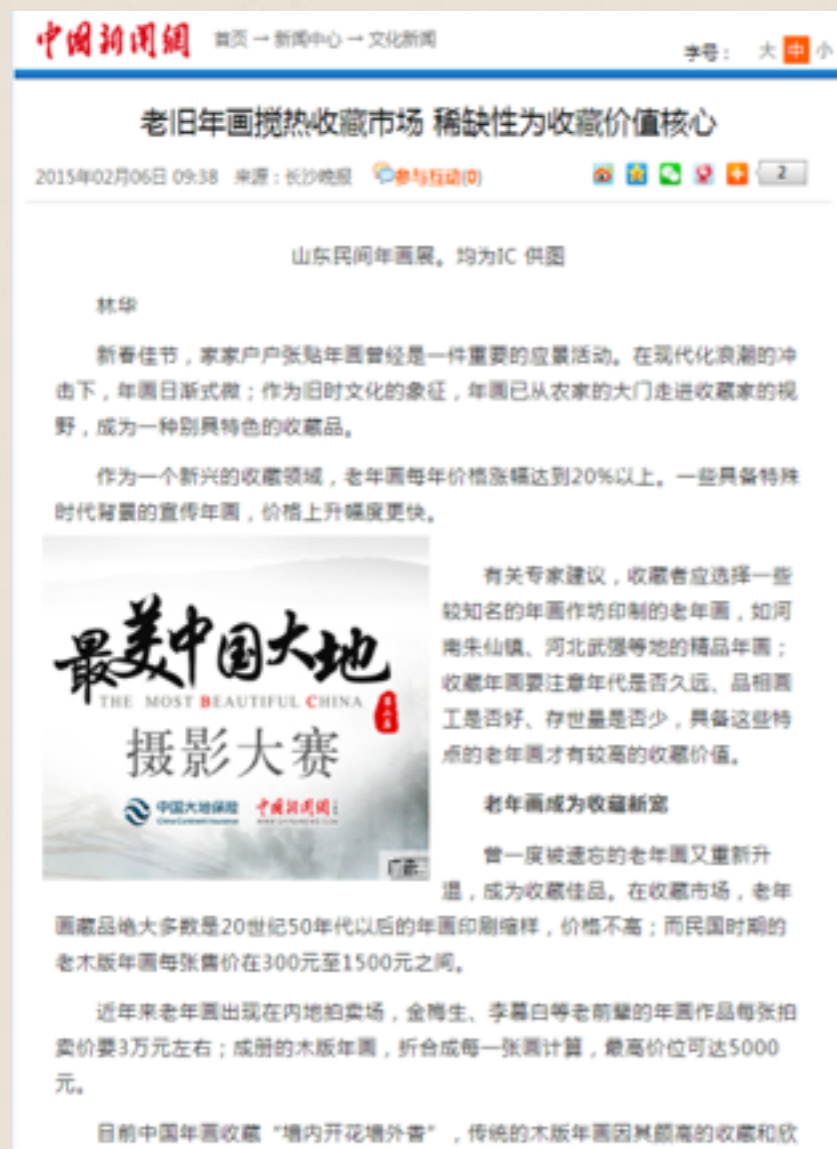 中國新聞網 首页→新闻中心→文化新闻
字号： 大 中 小
老旧年画搅热收藏市场 稀缺性为收藏价值核心
2015年02月06日 09:38 来源：长沙晚报 参与互动(0) 2
山东民间年画展。均为IC 供图
林华
新春佳节，家家户户张贴年画曾经是一件重要的应景活动。在现代化浪潮的冲
击下，年画日渐式微；作为旧时文化的象征，年画已从农家的大门走进收藏家的视
野，成为一种别具特色的收藏品。
作为一个新兴的收藏领域，老年画每年价格涨幅达到20%以上。一些具备特殊
时代背景的宣传年画，价格上升幅度更快。
最美中国大地
THE MOST BEAUTIFUL CHINA
摄影大赛
中国大地保险 中國新聞網
China Continent Insurance
广告
有关专家建议，收藏者应选择一些
较知名的年画作坊印制的老年画，如河
南朱仙镇、河北武强等地的精品年画；
收藏年画要注意年代是否久远、品相画
工是否好、存世量是否少，具备这些特
点的老年画才有较高的收藏价值。
老年画成为收藏新宠
曾一度被遗忘的老年画又重新升
温，成为收藏佳品。在收藏市场，老年
画藏品绝大多数是20世纪50年代以后的年画印刷缩样，价格不高；而民国时期的
老木版年画每张售价在300元至1500元之间。
近年来老年画出现在内地拍卖场，金梅生、李慕白等老前辈的年画作品每张拍
卖价要3万元左右；成册的木版年画，折合成每一张画计算，最高价位可达5000
元。
目前中国年画收藏“墙内开花墙外香”，传统的木版年画因其颇高的收藏和欣